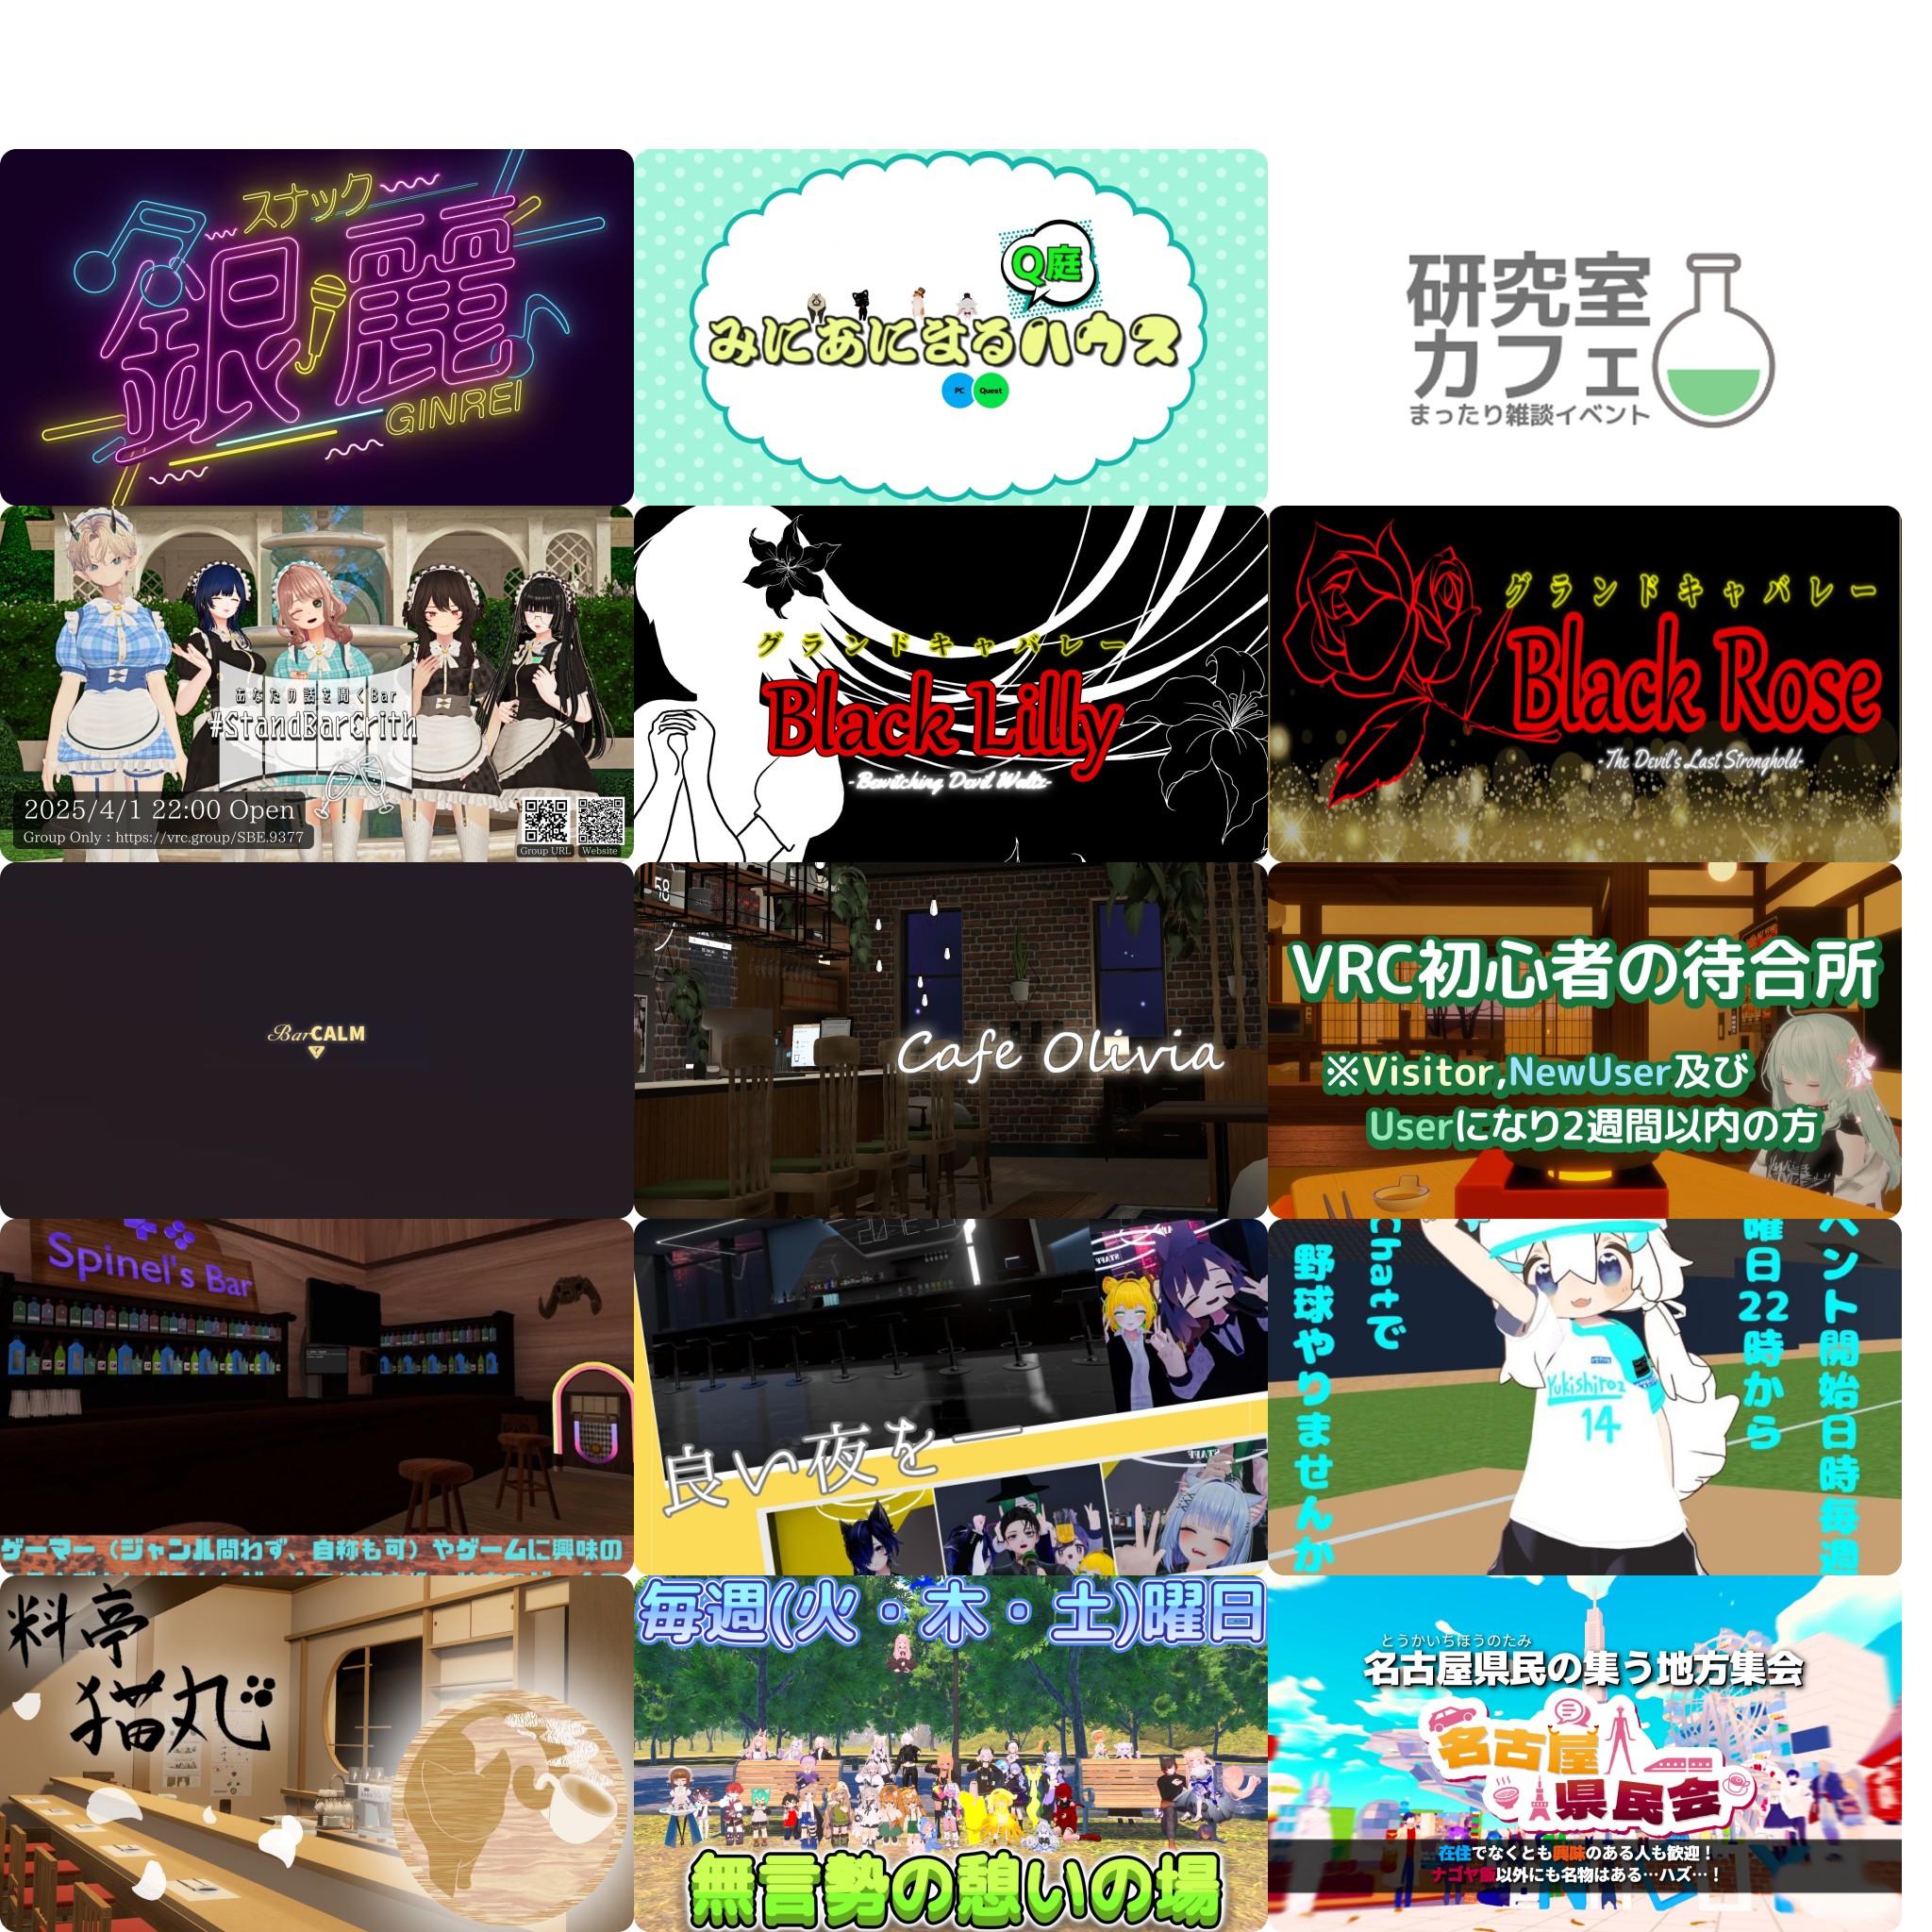 スナック
銀麗
GINREI
Q庭
みにあにまるハウス
PC
Quest
研究室
カフェ
まったり雑談イベント
あなたの話を聞くBar
#StandBarCrith
2025/4/1 22:00 Open
Group Only : https://vrc.group/SBE.9377
Group URL
Website
グランドキャバレー
Black Lilly
-Bewitching Devil Waltz-
グランドキャバレー
Black Rose
-The Devil's Last Stronghold-
BarCALM
58
Cafe Olivia
VRC初心者の待合所
※Visitor,NewUser及び
Userになり2週間以内の方
Spinel's Bar
ゲーマー（ジャンル問わず、自称も可）やゲームに興味の
STAFF
良い夜を―
STAFF
ベント開始日時毎週
曜日22時から
Chatで
野球やりませんか
Yukishiroz
14
料亭
猫丸
毎週(火・木・土)曜日
無言勢の憩いの場
とうかいちほうのたみ
名古屋県民の集う地方集会
名古屋
県民会
在住でなくとも興味のある人も歓迎！
ナゴヤ飯以外にも名物はある…ハズ…！